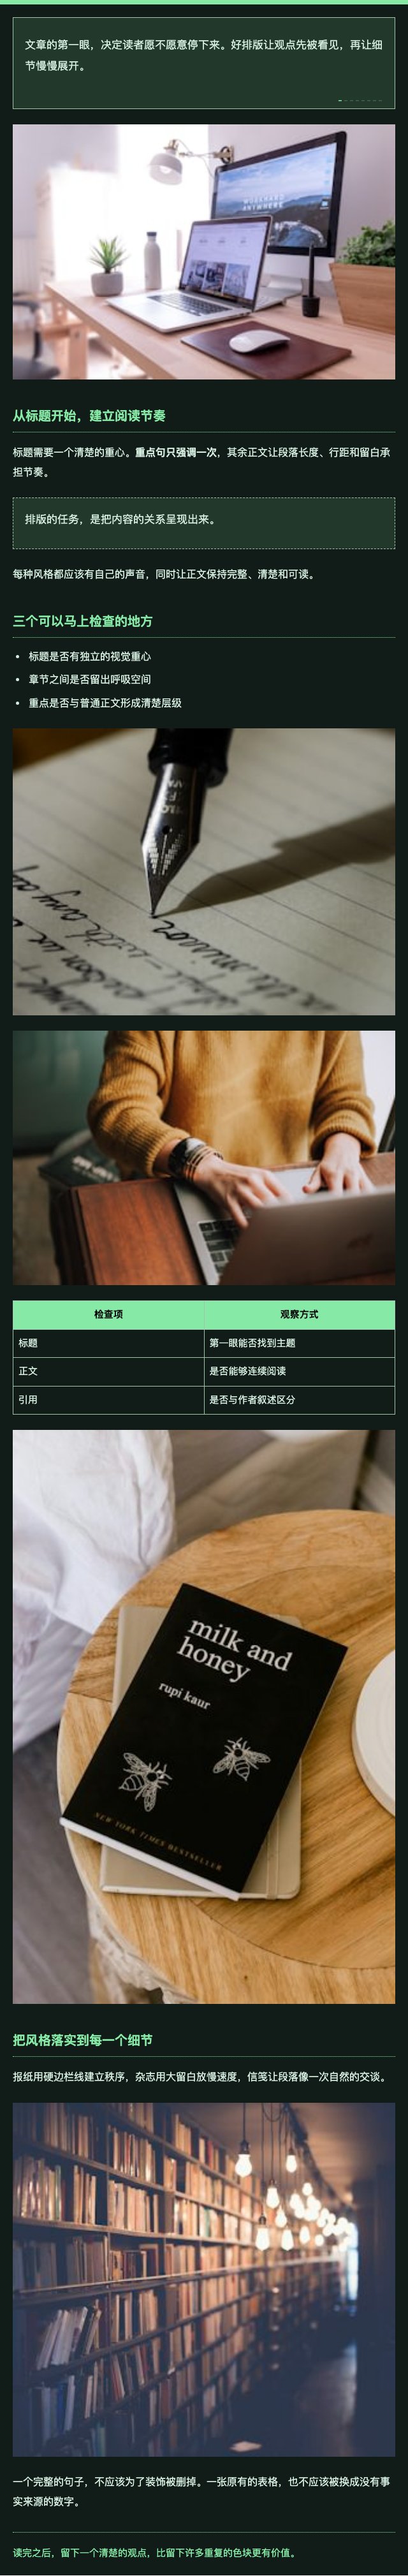 文章的第一眼，决定读者愿不愿意停下来。好排版让观点先被看见，再让细
节慢慢展开。
WORK HARD
ANYWHERE
从标题开始，建立阅读节奏
标题需要一个清楚的重心。重点句只强调一次，其余正文让段落长度、行距和留白承
担节奏。
排版的任务，是把内容的关系呈现出来。
每种风格都应该有自己的声音，同时让正文保持完整、清楚和可读。
三个可以马上检查的地方
• 标题是否有独立的视觉重心
• 章节之间是否留出呼吸空间
• 重点是否与普通正文形成清楚层级
检查项 观察方式
标题 第一眼能否找到主题
正文 是否能够连续阅读
引用 是否与作者叙述区分
milk and
honey
rupi kaur
NEW YORK TIMES BESTSELLER
把风格落实到每一个细节
报纸用硬边栏线建立秩序，杂志用大留白放慢速度，信笺让段落像一次自然的交谈。
一个完整的句子，不应该为了装饰被删掉。一张原有的表格，也不应该被换成没有事
实来源的数字。
读完之后，留下一个清楚的观点，比留下许多重复的色块更有价值。